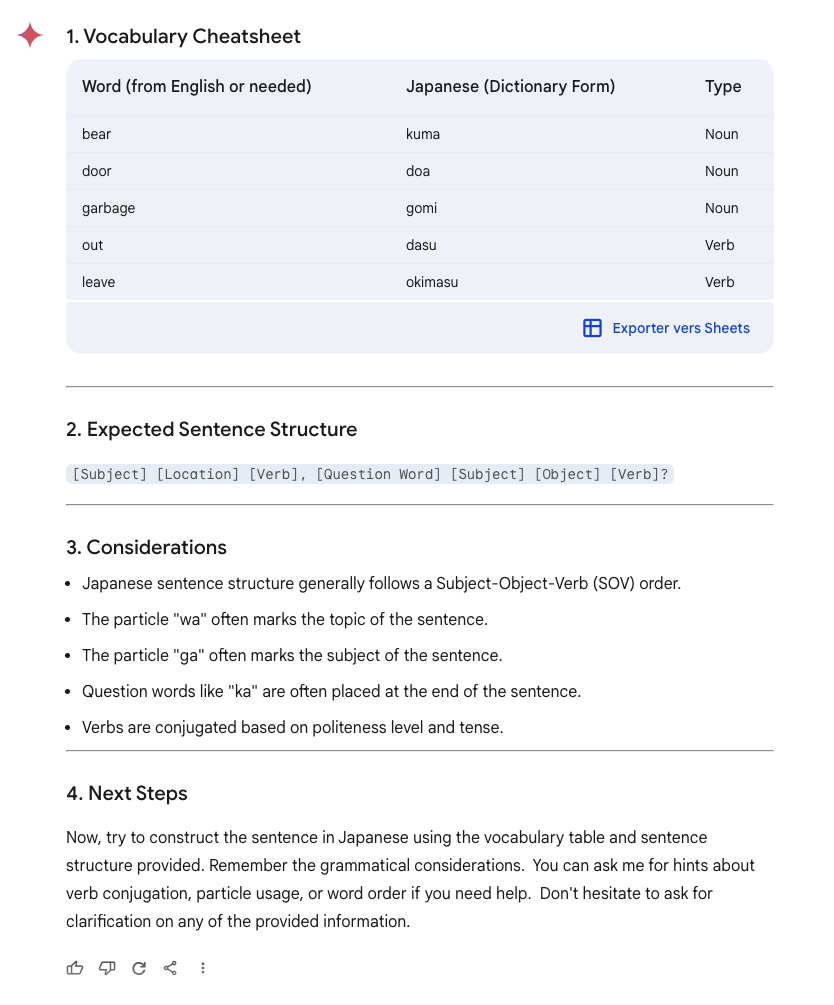 1. Vocabulary Cheatsheet
Word (from English or needed) Japanese (Dictionary Form) Type
bear kuma Noun
door doa Noun
garbage gomi Noun
out dasu Verb
leave okimasu Verb
Exporter vers Sheets
2. Expected Sentence Structure
[Subject] [Location] [Verb], [Question Word] [Subject] [Object] [Verb]?
3. Considerations
• Japanese sentence structure generally follows a Subject-Object-Verb (SOV) order.
• The particle "wa" often marks the topic of the sentence.
• The particle "ga" often marks the subject of the sentence.
• Question words like "ka" are often placed at the end of the sentence.
• Verbs are conjugated based on politeness level and tense.
4. Next Steps
Now, try to construct the sentence in Japanese using the vocabulary table and sentence
structure provided. Remember the grammatical considerations.  You can ask me for hints about
verb conjugation, particle usage, or word order if you need help.  Don't hesitate to ask for
clarification on any of the provided information.